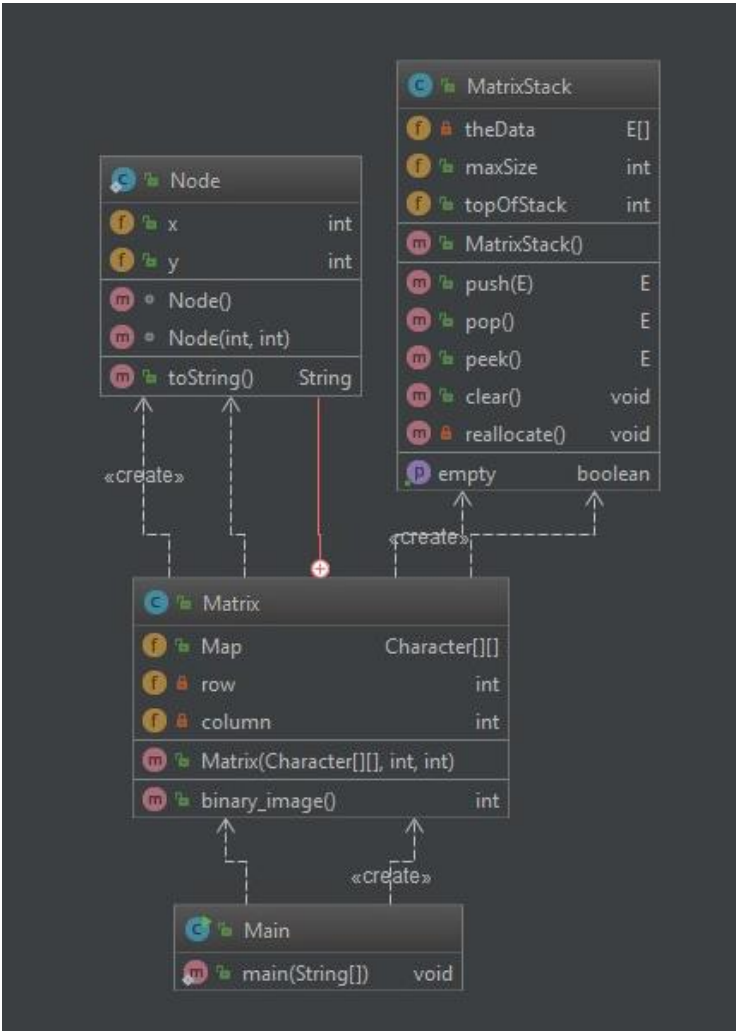 MatrixStack
theData E[]
maxSize int
topOfStack int
MatrixStack()
push(E) E
pop() E
peek() E
clear() void
reallocate() void
empty boolean
Node
x int
y int
Node()
Node(int, int)
toString() String
«create»
«create»
Matrix
Map Character[][]
row int
column int
Matrix(Character[][], int, int)
binary_image() int
«create»
Main
main(String[]) void